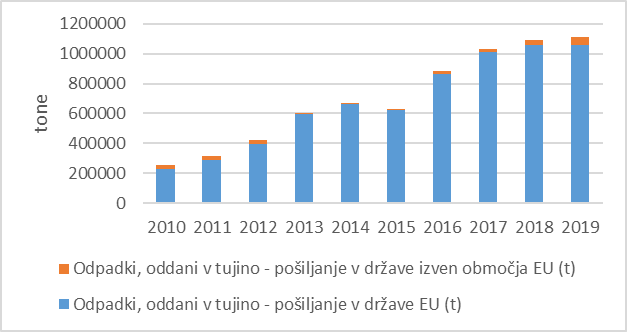 1200000
1000000
800000
600000
400000
200000
0
tone
2010 2011 2012 2013 2014 2015 2016 2017 2018 2019
Odpadki, oddani v tujino - pošiljanje v države izven območja EU (t)
Odpadki, oddani v tujino - pošiljanje v države EU (t)